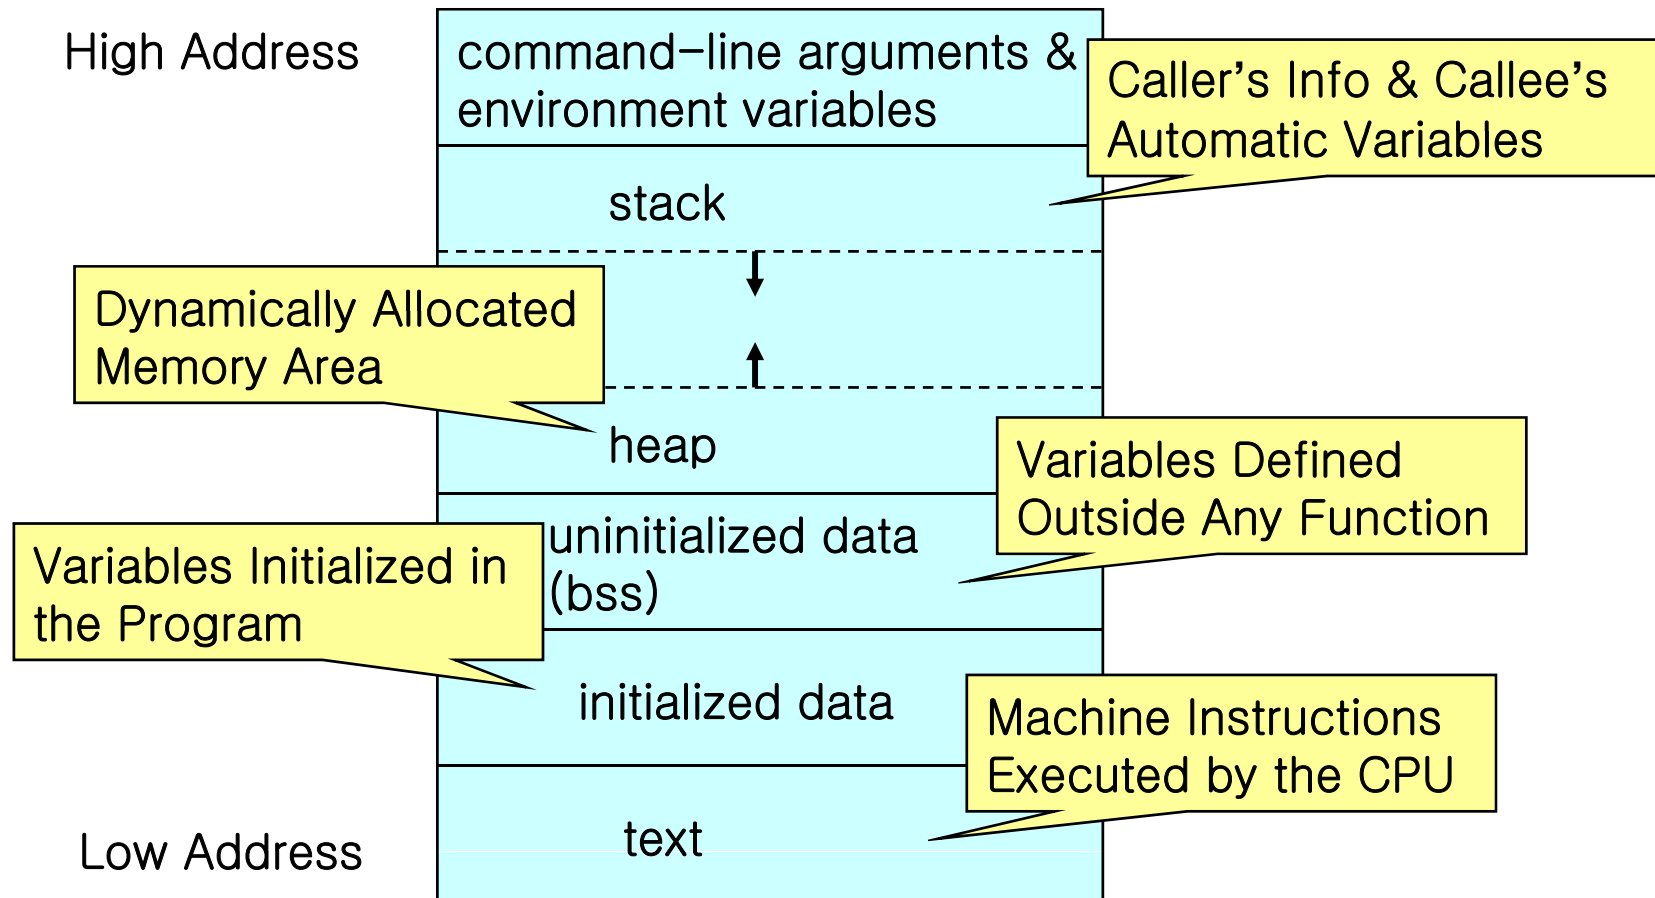 High Address
command-line arguments &
environment variables
Caller's Info & Callee's
Automatic Variables
stack
Dynamically Allocated
Memory Area
heap
Variables Defined
Outside Any Function
uninitialized data
(bss)
Variables Initialized in
the Program
initialized data
Machine Instructions
Executed by the CPU
text
Low Address